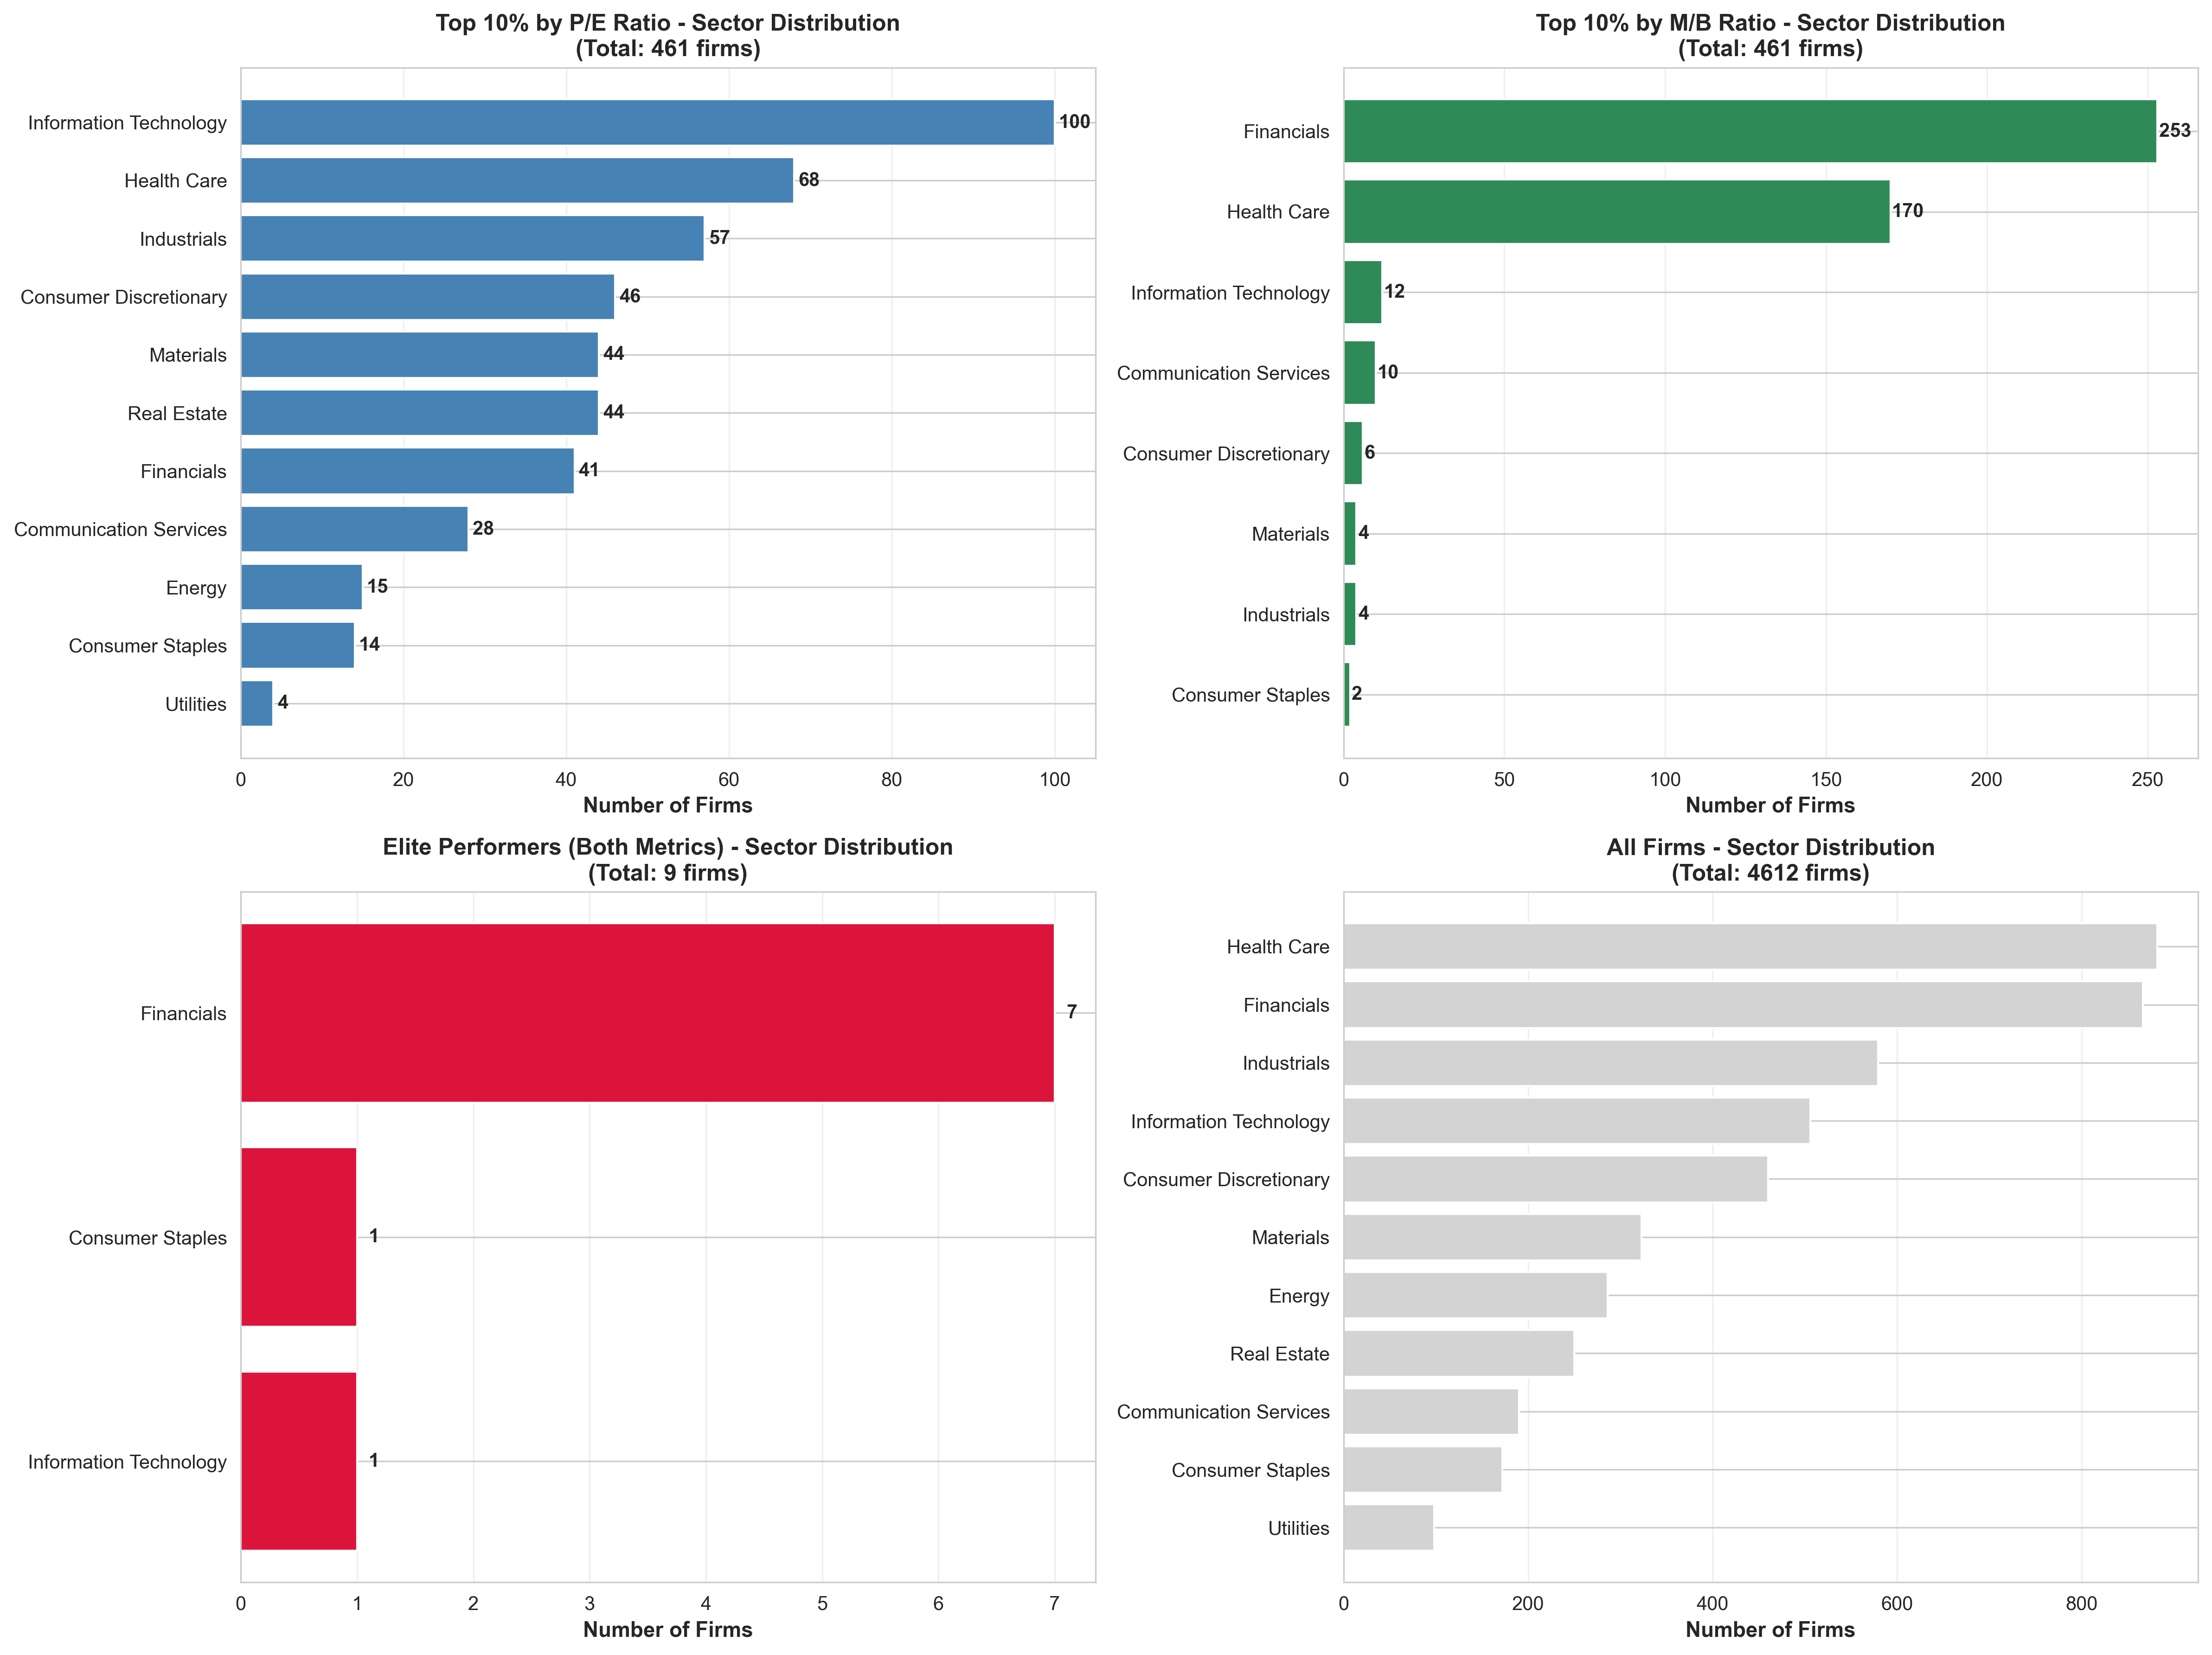 Top 10% by P/E Ratio - Sector Distribution
(Total: 461 firms)
Information Technology 100
Health Care 68
Industrials 57
Consumer Discretionary 46
Materials 44
Real Estate 44
Financials 41
Communication Services 28
Energy 15
Consumer Staples 14
Utilities 4
0 20 40 60 80 100
Number of Firms
Top 10% by M/B Ratio - Sector Distribution
(Total: 461 firms)
Financials 253
Health Care 170
Information Technology 12
Communication Services 10
Consumer Discretionary 6
Materials 4
Industrials 4
Consumer Staples 2
0 50 100 150 200 250
Number of Firms
Elite Performers (Both Metrics) - Sector Distribution
(Total: 9 firms)
Financials 7
Consumer Staples 1
Information Technology 1
0 1 2 3 4 5 6 7
Number of Firms
All Firms - Sector Distribution
(Total: 4612 firms)
Health Care
Financials
Industrials
Information Technology
Consumer Discretionary
Materials
Energy
Real Estate
Communication Services
Consumer Staples
Utilities
0 200 400 600 800
Number of Firms